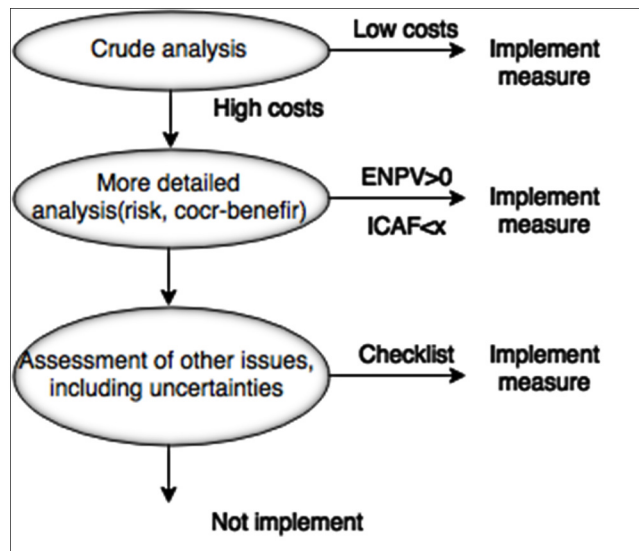 Crude analysis
Low costs
Implement
measure
High costs
More detailed
analysis(risk, cocr-benefir)
ENPV>0
ICAF<x
Implement
measure
Assessment of other issues,
including uncertainties
Checklist
Implement
measure
Not implement